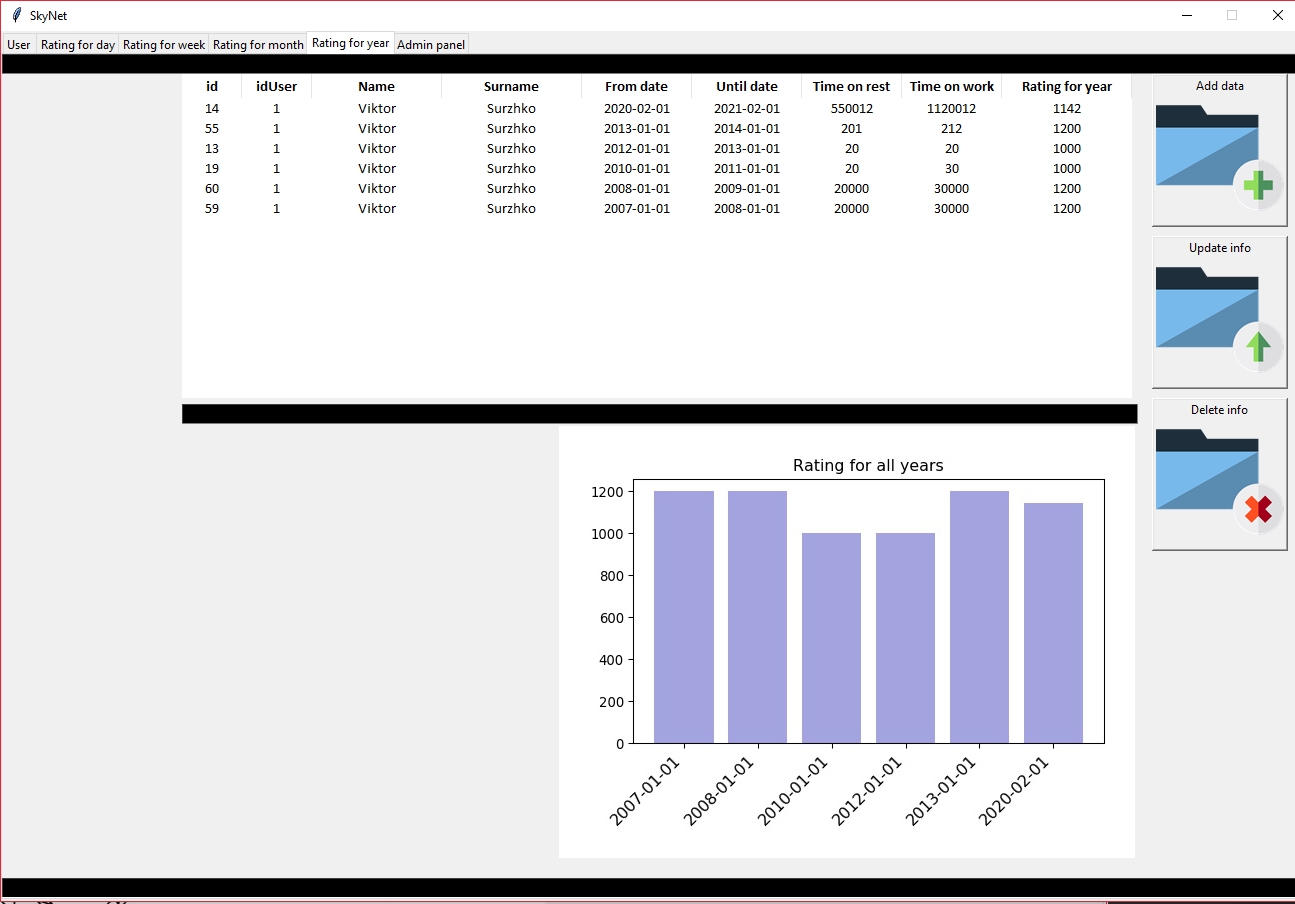 SkyNet
User Rating for day Rating for week Rating for month Rating for year Admin panel
id idUser Name Surname From date Until date Time on rest Time on work Rating for year
14 1 Viktor Surzhko 2020-02-01 2021-02-01 550012 1120012 1142
55 1 Viktor Surzhko 2013-01-01 2014-01-01 201 212 1200
13 1 Viktor Surzhko 2012-01-01 2013-01-01 20 20 1000
19 1 Viktor Surzhko 2010-01-01 2011-01-01 20 30 1000
60 1 Viktor Surzhko 2008-01-01 2009-01-01 20000 30000 1200
59 1 Viktor Surzhko 2007-01-01 2008-01-01 20000 30000 1200
Add data
Update info
Delete info
Rating for all years
1200
1000
800
600
400
200
0
2007-01-01 2008-01-01 2010-01-01 2012-01-01 2013-01-01 2020-02-01